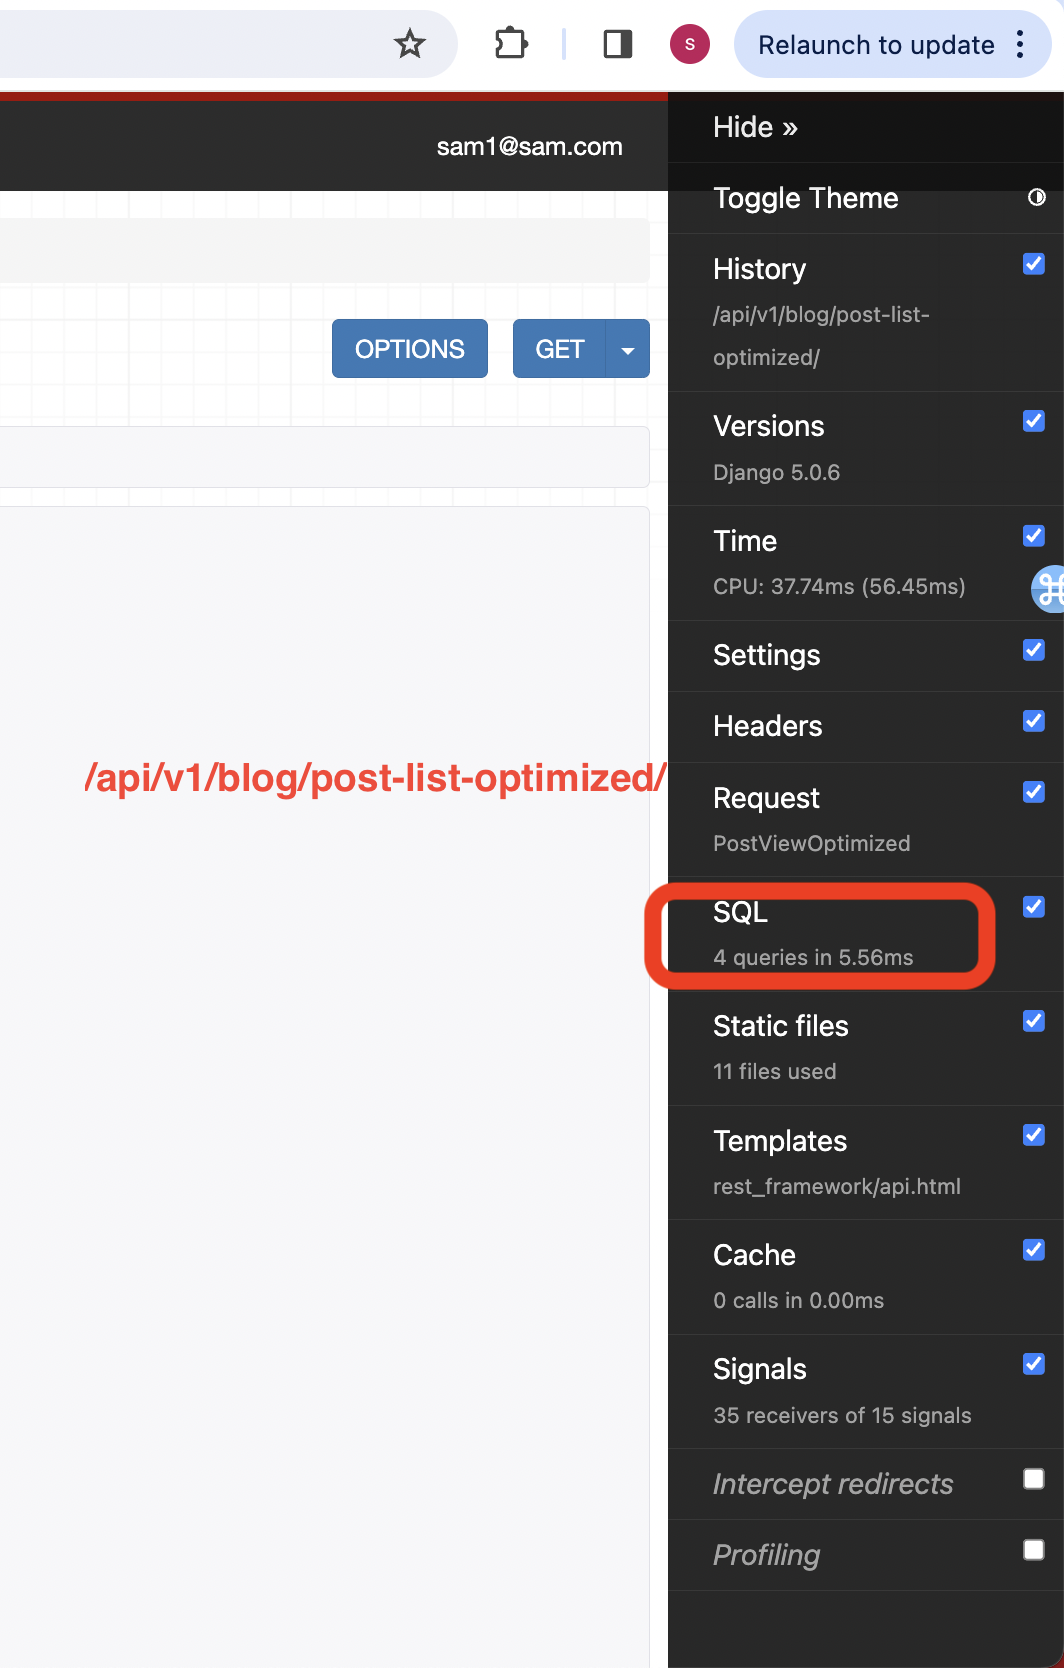 S
Relaunch to update
Hide »
sam1@sam.com
Toggle Theme
History
/api/v1/blog/post-list-
optimized/
OPTIONS
GET
Versions
Django 5.0.6
Time
CPU: 37.74ms (56.45ms)
Settings
Headers
/api/v1/blog/post-list-optimized/
Request
PostViewOptimized
SQL
4 queries in 5.56ms
Static files
11 files used
Templates
rest_framework/api.html
Cache
0 calls in 0.00ms
Signals
35 receivers of 15 signals
Intercept redirects
Profiling